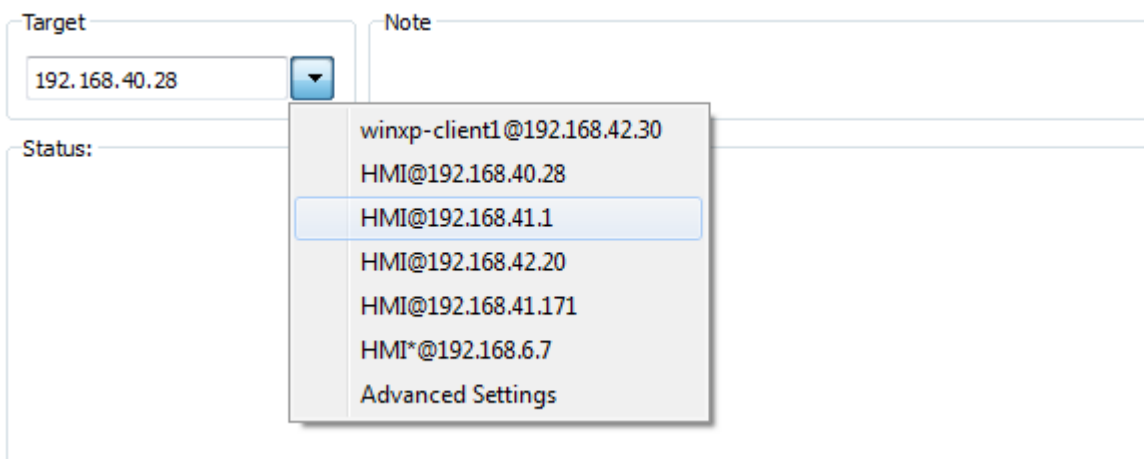 Target
Note
192.168.40.28
winxp-client1@192.168.42.30
Status:
HMI@192.168.40.28
HMI@192.168.41.1
HMI@192.168.42.20
HMI@192.168.41.171
HMI*@192.168.6.7
Advanced Settings